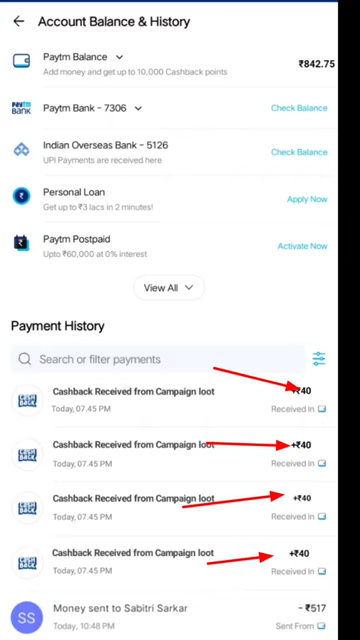 Account Balance & History
Paytm Balance
Add money and get up to 10,000 Cashback points
₹842.75
Paytm Bank - 7306
Check Balance
Indian Overseas Bank - 5126
UPI Payments are received here
Check Balance
Personal Loan
Get up to ₹3 lacs in 2 minutes!
Apply Now
Paytm Postpaid
Upto ₹60,000 at 0% interest
Activate Now
View All
Payment History
Search or filter payments
Cashback Received from Campaign loot
+₹40
Today, 07.45 PM
Received In
Cashback Received from Campaign loot
+₹40
Today, 07.45 PM
Received In
Cashback Received from Campaign loot
+₹40
Today, 07.45 PM
Received In
Cashback Received from Campaign loot
+₹40
Today, 07.45 PM
Received In
SS
Money sent to Sabitri Sarkar
- ₹517
Today, 10:48 PM
Sent From